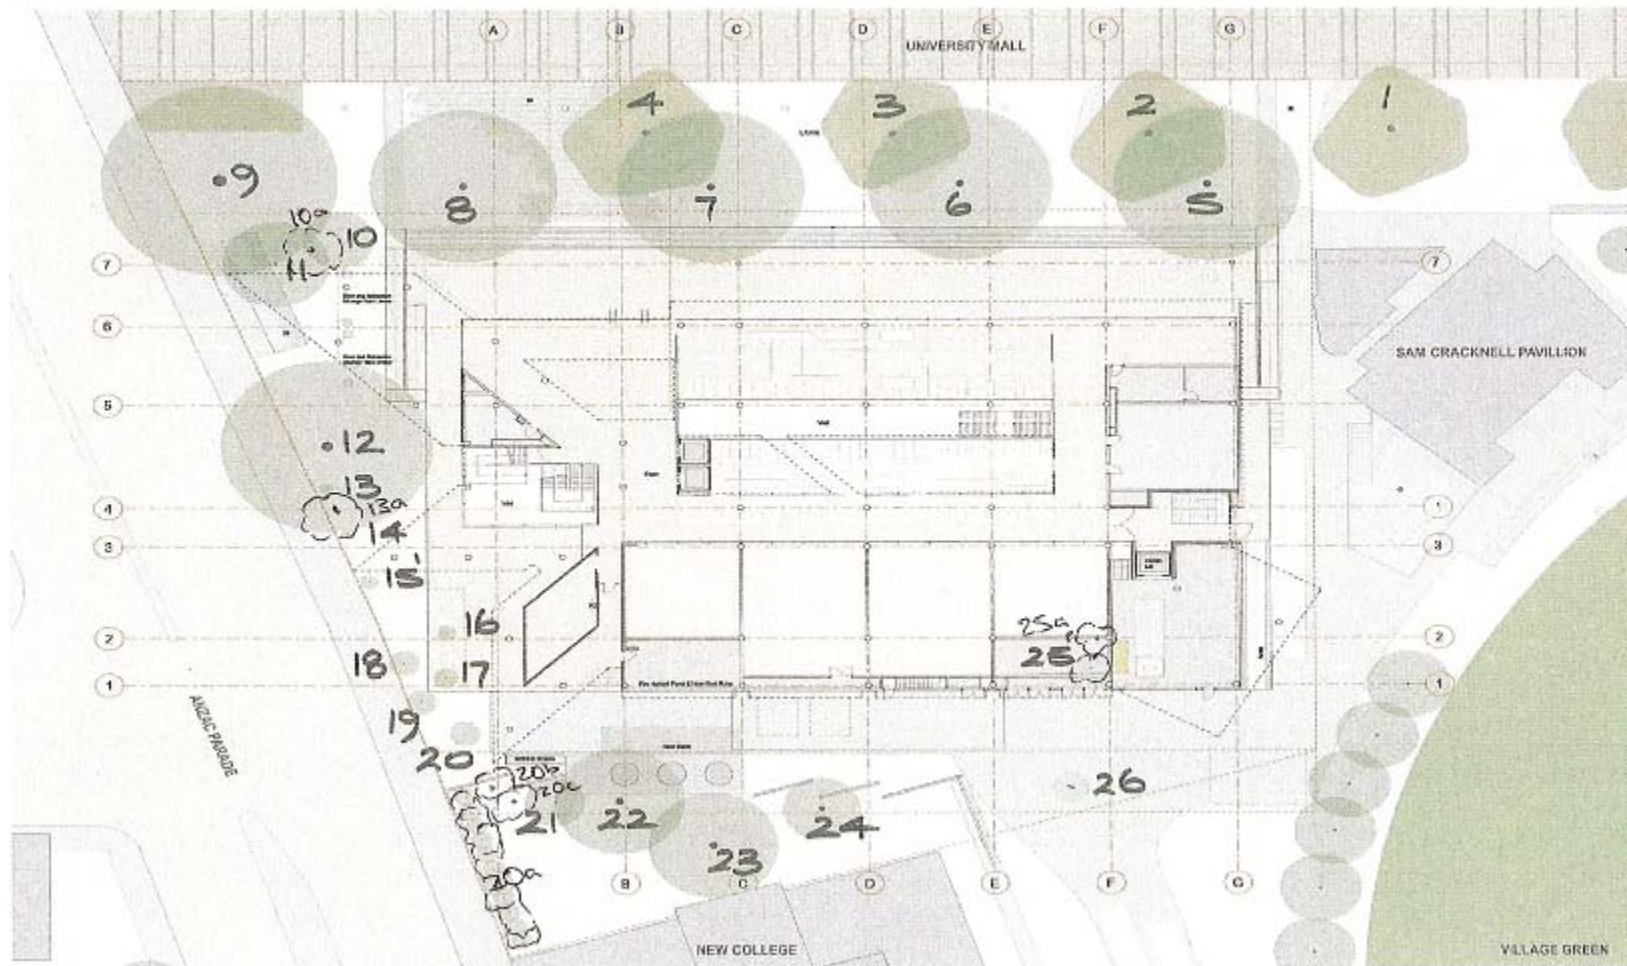 A B C D E F G
UNIVERSITY MALL
4 3 2 1
9 8 7 6 5
10a 10
11
7 7
6
SAM CRACKNELL PAVILLION
5
Void
12
13
13a
4 14 Void 1
3 3
15
16
25a
2 2
18 17 25
1 1
19
20
ANZAC PARADE
20b
20c
21 22 24 26
23
20a B C D E F G
NEW COLLEGE VILLAGE GREEN